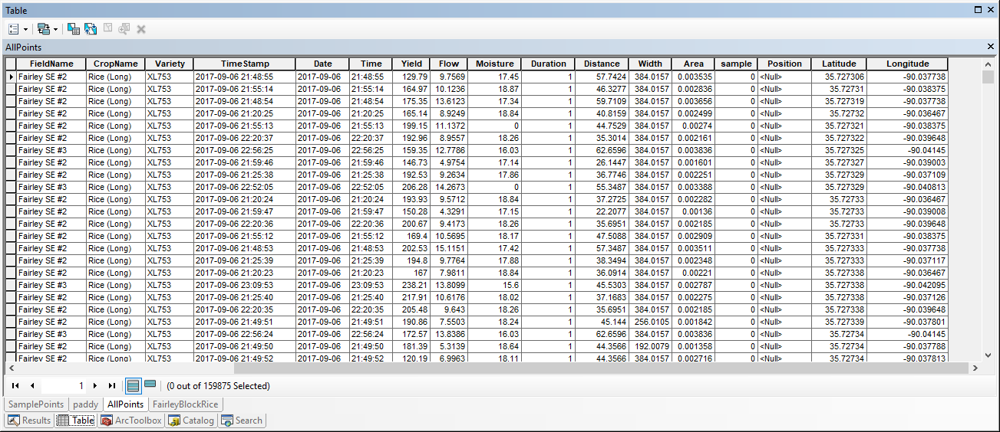 Table
AllPoints
FieldName CropName Variety TimeStamp Date Time Yield Flow Moisture Duration Distance Width Area sample Position Latitude Longitude
Fairley SE #2 Rice (Long) XL753 2017-09-06 21:48:55 2017-09-06 21:48:55 129.79 9.7569 17.45 1 57.7424 384.0157 0.003535 0 <Null> 35.727306 -90.037738
Fairley SE #2 Rice (Long) XL753 2017-09-06 21:55:14 2017-09-06 21:55:14 164.97 10.1236 18.87 1 46.3277 384.0157 0.002836 0 <Null> 35.72731 -90.038375
Fairley SE #2 Rice (Long) XL753 2017-09-06 21:48:54 2017-09-06 21:48:54 175.35 13.6123 17.34 1 59.7109 384.0157 0.003656 0 <Null> 35.727319 -90.037738
Fairley SE #2 Rice (Long) XL753 2017-09-06 21:20:25 2017-09-06 21:20:25 165.14 8.9249 18.84 1 40.8159 384.0157 0.002499 0 <Null> 35.72732 -90.036467
Fairley SE #2 Rice (Long) XL753 2017-09-06 21:55:13 2017-09-06 21:55:13 199.15 11.1372 0 1 44.7529 384.0157 0.00274 0 <Null> 35.727321 -90.038375
Fairley SE #2 Rice (Long) XL753 2017-09-06 22:20:37 2017-09-06 22:20:37 192.96 8.9557 18.26 1 35.3014 384.0157 0.002161 0 <Null> 35.727322 -90.039648
Fairley SE #3 Rice (Long) XL753 2017-09-06 22:56:25 2017-09-06 22:56:25 159.35 12.7786 16.03 1 62.6596 384.0157 0.003836 0 <Null> 35.727325 -90.04145
Fairley SE #2 Rice (Long) XL753 2017-09-06 21:59:46 2017-09-06 21:59:46 146.73 4.9754 17.14 1 26.1447 384.0157 0.001601 0 <Null> 35.727327 -90.039003
Fairley SE #2 Rice (Long) XL753 2017-09-06 21:25:38 2017-09-06 21:25:38 192.53 9.2634 17.86 1 36.7746 384.0157 0.002251 0 <Null> 35.727329 -90.037109
Fairley SE #3 Rice (Long) XL753 2017-09-06 22:52:05 2017-09-06 22:52:05 206.28 14.2673 0 1 55.3487 384.0157 0.003388 0 <Null> 35.727329 -90.040813
Fairley SE #2 Rice (Long) XL753 2017-09-06 21:20:24 2017-09-06 21:20:24 193.93 9.5712 18.84 1 37.2725 384.0157 0.002282 0 <Null> 35.72733 -90.036467
Fairley SE #2 Rice (Long) XL753 2017-09-06 21:59:47 2017-09-06 21:59:47 150.28 4.3291 17.15 1 22.2077 384.0157 0.00136 0 <Null> 35.72733 -90.039008
Fairley SE #2 Rice (Long) XL753 2017-09-06 22:20:36 2017-09-06 22:20:36 200.67 9.4173 18.26 1 35.6951 384.0157 0.002185 0 <Null> 35.72733 -90.039648
Fairley SE #2 Rice (Long) XL753 2017-09-06 21:55:12 2017-09-06 21:55:12 169.4 10.5695 18.17 1 47.5088 384.0157 0.002909 0 <Null> 35.727331 -90.038375
Fairley SE #2 Rice (Long) XL753 2017-09-06 21:48:53 2017-09-06 21:48:53 202.53 15.1151 17.42 1 57.3487 384.0157 0.003511 0 <Null> 35.727333 -90.037738
Fairley SE #2 Rice (Long) XL753 2017-09-06 21:25:39 2017-09-06 21:25:39 194.8 9.7764 17.88 1 38.3494 384.0157 0.002348 0 <Null> 35.727333 -90.037117
Fairley SE #2 Rice (Long) XL753 2017-09-06 21:20:23 2017-09-06 21:20:23 167 7.9811 18.84 1 36.0914 384.0157 0.00221 0 <Null> 35.727338 -90.036467
Fairley SE #3 Rice (Long) XL753 2017-09-06 23:09:53 2017-09-06 23:09:53 238.21 13.8099 15.6 1 45.5303 384.0157 0.002787 0 <Null> 35.727338 -90.042095
Fairley SE #2 Rice (Long) XL753 2017-09-06 21:25:40 2017-09-06 21:25:40 217.91 10.6176 18.02 1 37.1683 384.0157 0.002275 0 <Null> 35.727338 -90.037126
Fairley SE #2 Rice (Long) XL753 2017-09-06 22:20:35 2017-09-06 22:20:35 205.48 9.643 18.26 1 35.6951 384.0157 0.002185 0 <Null> 35.727338 -90.039648
Fairley SE #2 Rice (Long) XL753 2017-09-06 21:49:51 2017-09-06 21:49:51 190.86 7.5503 18.24 1 45.144 256.0105 0.001842 0 <Null> 35.727339 -90.037801
Fairley SE #3 Rice (Long) XL753 2017-09-06 22:56:24 2017-09-06 22:56:24 172.57 13.8386 16.03 1 62.6596 384.0157 0.003836 0 <Null> 35.72734 -90.04145
Fairley SE #2 Rice (Long) XL753 2017-09-06 21:49:50 2017-09-06 21:49:50 181.39 5.3139 18.64 1 44.3566 192.0079 0.001358 0 <Null> 35.72734 -90.037788
Fairley SE #2 Rice (Long) XL753 2017-09-06 21:49:52 2017-09-06 21:49:52 120.19 6.9963 18.11 1 44.3566 384.0157 0.002716 0 <Null> 35.72734 -90.037813
1 (0 out of 159875 Selected)
SamplePoints paddy AllPoints FairleyBlockRice
Results Table ArcToolbox Catalog Search